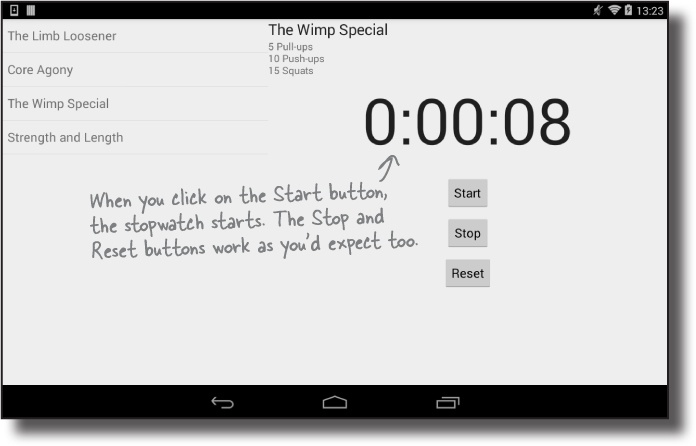 13:23
The Limb Loosener
Core Agony
The Wimp Special
Strength and Length
The Wimp Special
5 Pull-ups
10 Push-ups
15 Squats
0:00:08
When you click on the Start button,
the stopwatch starts. The Stop and
Reset buttons work as you'd expect too.
Start
Stop
Reset